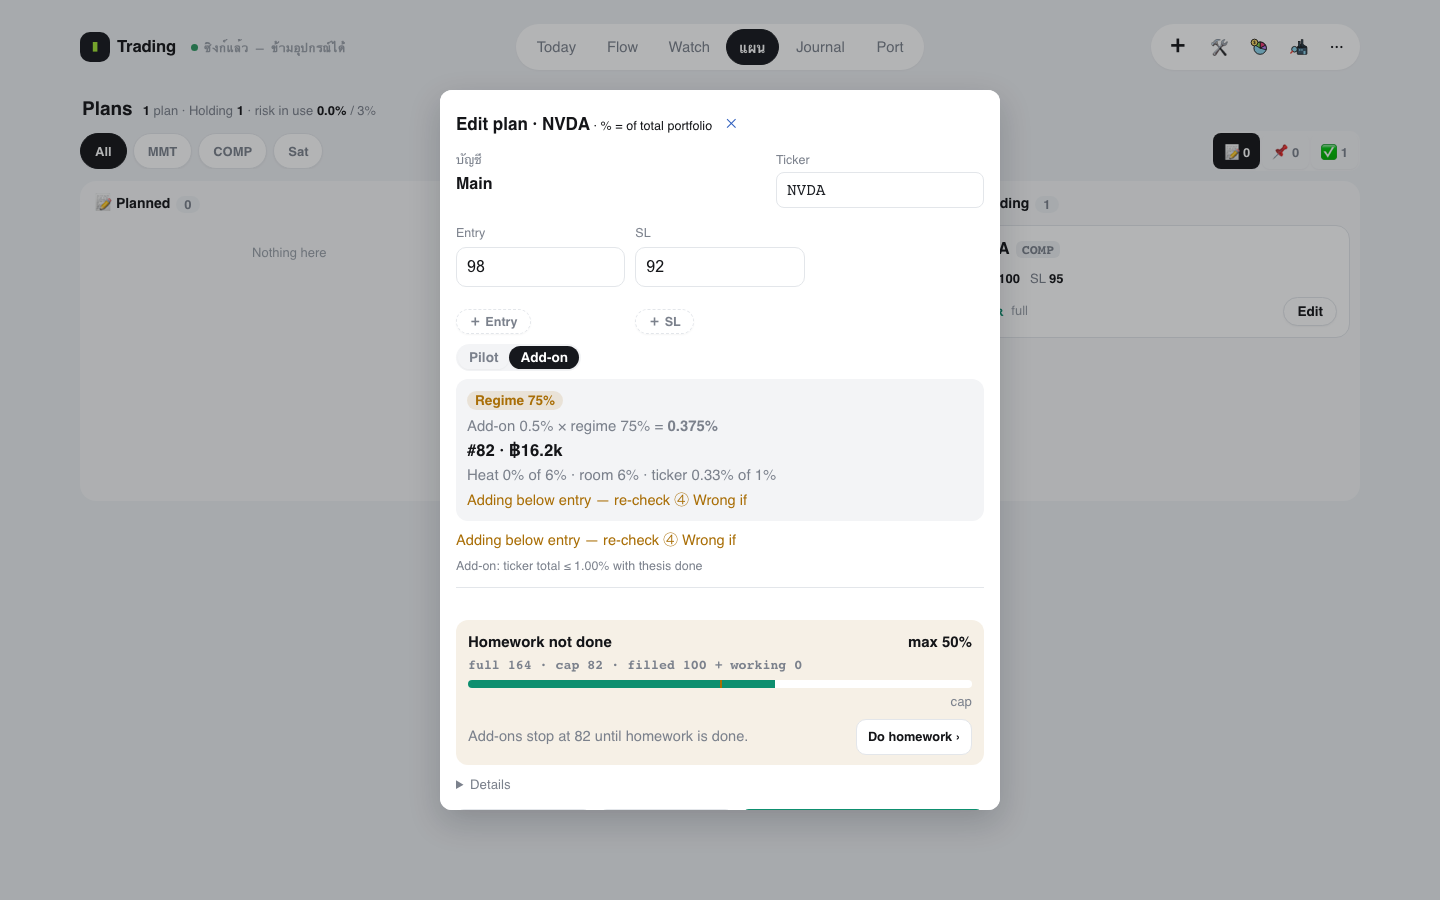 Trading
ซิงก์แล้ว — ข้ามอุปกรณ์ได้
Today Flow Watch แผน Journal Port
Plans 1 plan · Holding 1 · risk in use 0.0% / 3%
All MMT COMP Sat
0 0 1
Planned 0
Nothing here
ding 1
A COMP
100 SL 95
full
Edit
Edit plan · NVDA · % = of total portfolio ×
บัญชี
Main
Ticker
NVDA
Entry SL
98 92
+ Entry + SL
Pilot Add-on
Regime 75%
Add-on 0.5% × regime 75% = 0.375%
#82 · ฿16.2k
Heat 0% of 6% · room 6% · ticker 0.33% of 1%
Adding below entry — re-check ④ Wrong if
Adding below entry — re-check ④ Wrong if
Add-on: ticker total ≤ 1.00% with thesis done
Homework not done max 50%
full 164 · cap 82 · filled 100 + working 0
cap
Add-ons stop at 82 until homework is done.
Do homework ›
Details